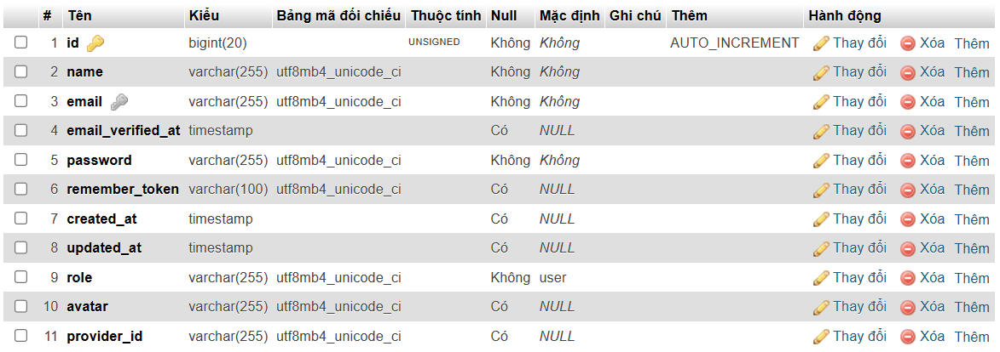 # Tên Kiểu Bảng mã đối chiếu Thuộc tính Null Mặc định Ghi chú Thêm Hành động
1 id bigint(20) UNSIGNED Không Không AUTO_INCREMENT Thay đổi Xóa Thêm
2 name varchar(255) utf8mb4_unicode_ci Không Không Thay đổi Xóa Thêm
3 email varchar(255) utf8mb4_unicode_ci Không Không Thay đổi Xóa Thêm
4 email_verified_at timestamp Có NULL Thay đổi Xóa Thêm
5 password varchar(255) utf8mb4_unicode_ci Không Không Thay đổi Xóa Thêm
6 remember_token varchar(100) utf8mb4_unicode_ci Có NULL Thay đổi Xóa Thêm
7 created_at timestamp Có NULL Thay đổi Xóa Thêm
8 updated_at timestamp Có NULL Thay đổi Xóa Thêm
9 role varchar(255) utf8mb4_unicode_ci Không user Thay đổi Xóa Thêm
10 avatar varchar(255) utf8mb4_unicode_ci Có NULL Thay đổi Xóa Thêm
11 provider_id varchar(255) utf8mb4_unicode_ci Có NULL Thay đổi Xóa Thêm